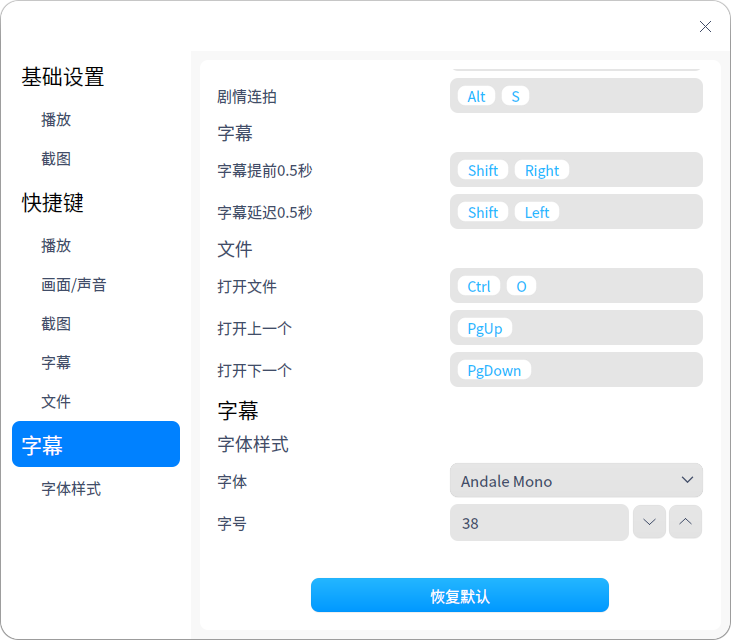 基础设置
播放
截图
快捷键
播放
画面/声音
截图
字幕
文件
字幕
字体样式
剧情连拍 Alt S
字幕
字幕提前0.5秒 Shift Right
字幕延迟0.5秒 Shift Left
文件
打开文件 Ctrl O
打开上一个 PgUp
打开下一个 PgDown
字幕
字体样式
字体 Andale Mono
字号 38
恢复默认